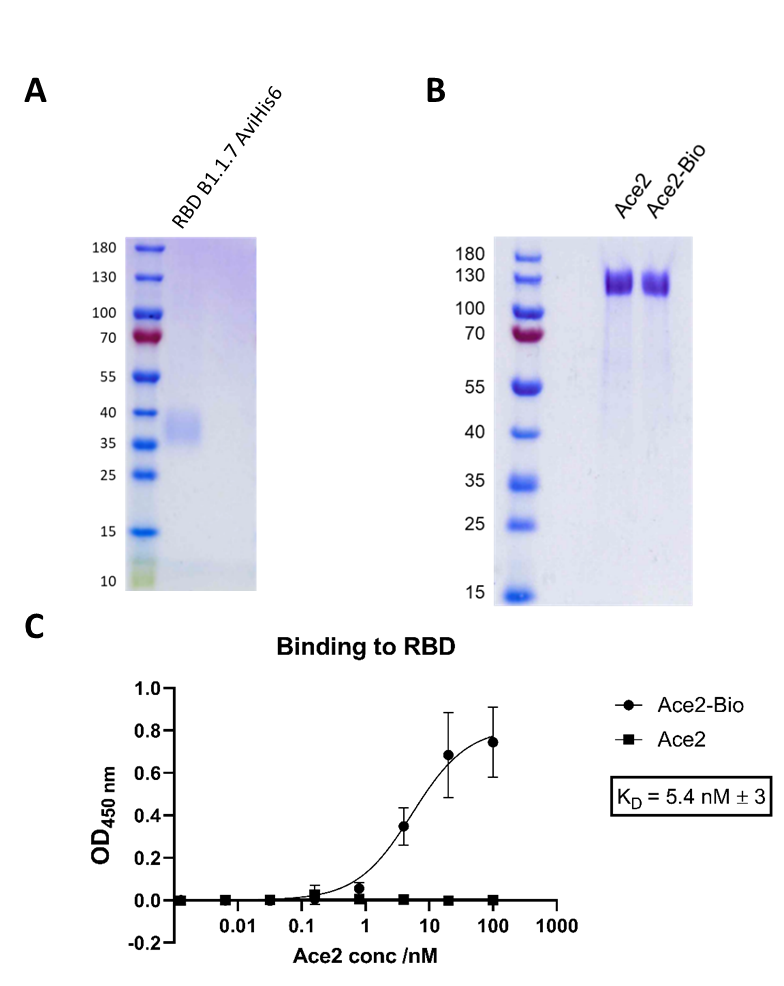 A
RBD B1.1.7 AviHis6
180
130
100
70
55
40
35
25
15
10
B
Ace2
Ace2-Bio
180
130
100
70
55
40
35
25
15
C
Binding to RBD
1.0
0.8
0.6
0.4
0.2
0.0
-0.2
OD450 nm
0.01 0.1 1 10 100 1000
Ace2 conc /nM
Ace2-Bio
Ace2
KD = 5.4 nM ± 3